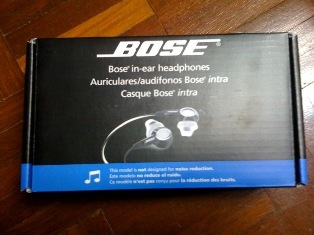 BOSE®
Bose® in-ear headphones
Auriculares/audífonos Bose® intra
Casque Bose® intra
This model is not designed for noise reduction.
Este modelo no reduce el ruido.
Ce modèle n'est pas conçu pour la réduction des bruits.